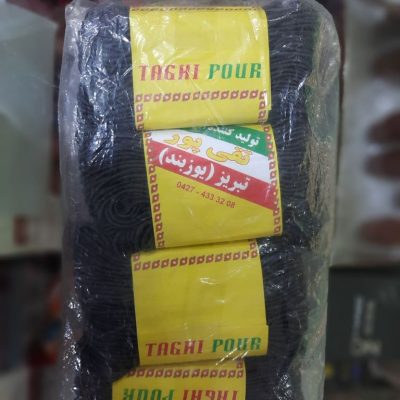 TAGHI POUR
تولید کننده
تقی پور
تبریز (یوزبند)
0427 - 433 32 08
TAGHI POUR
TAGHI POUR